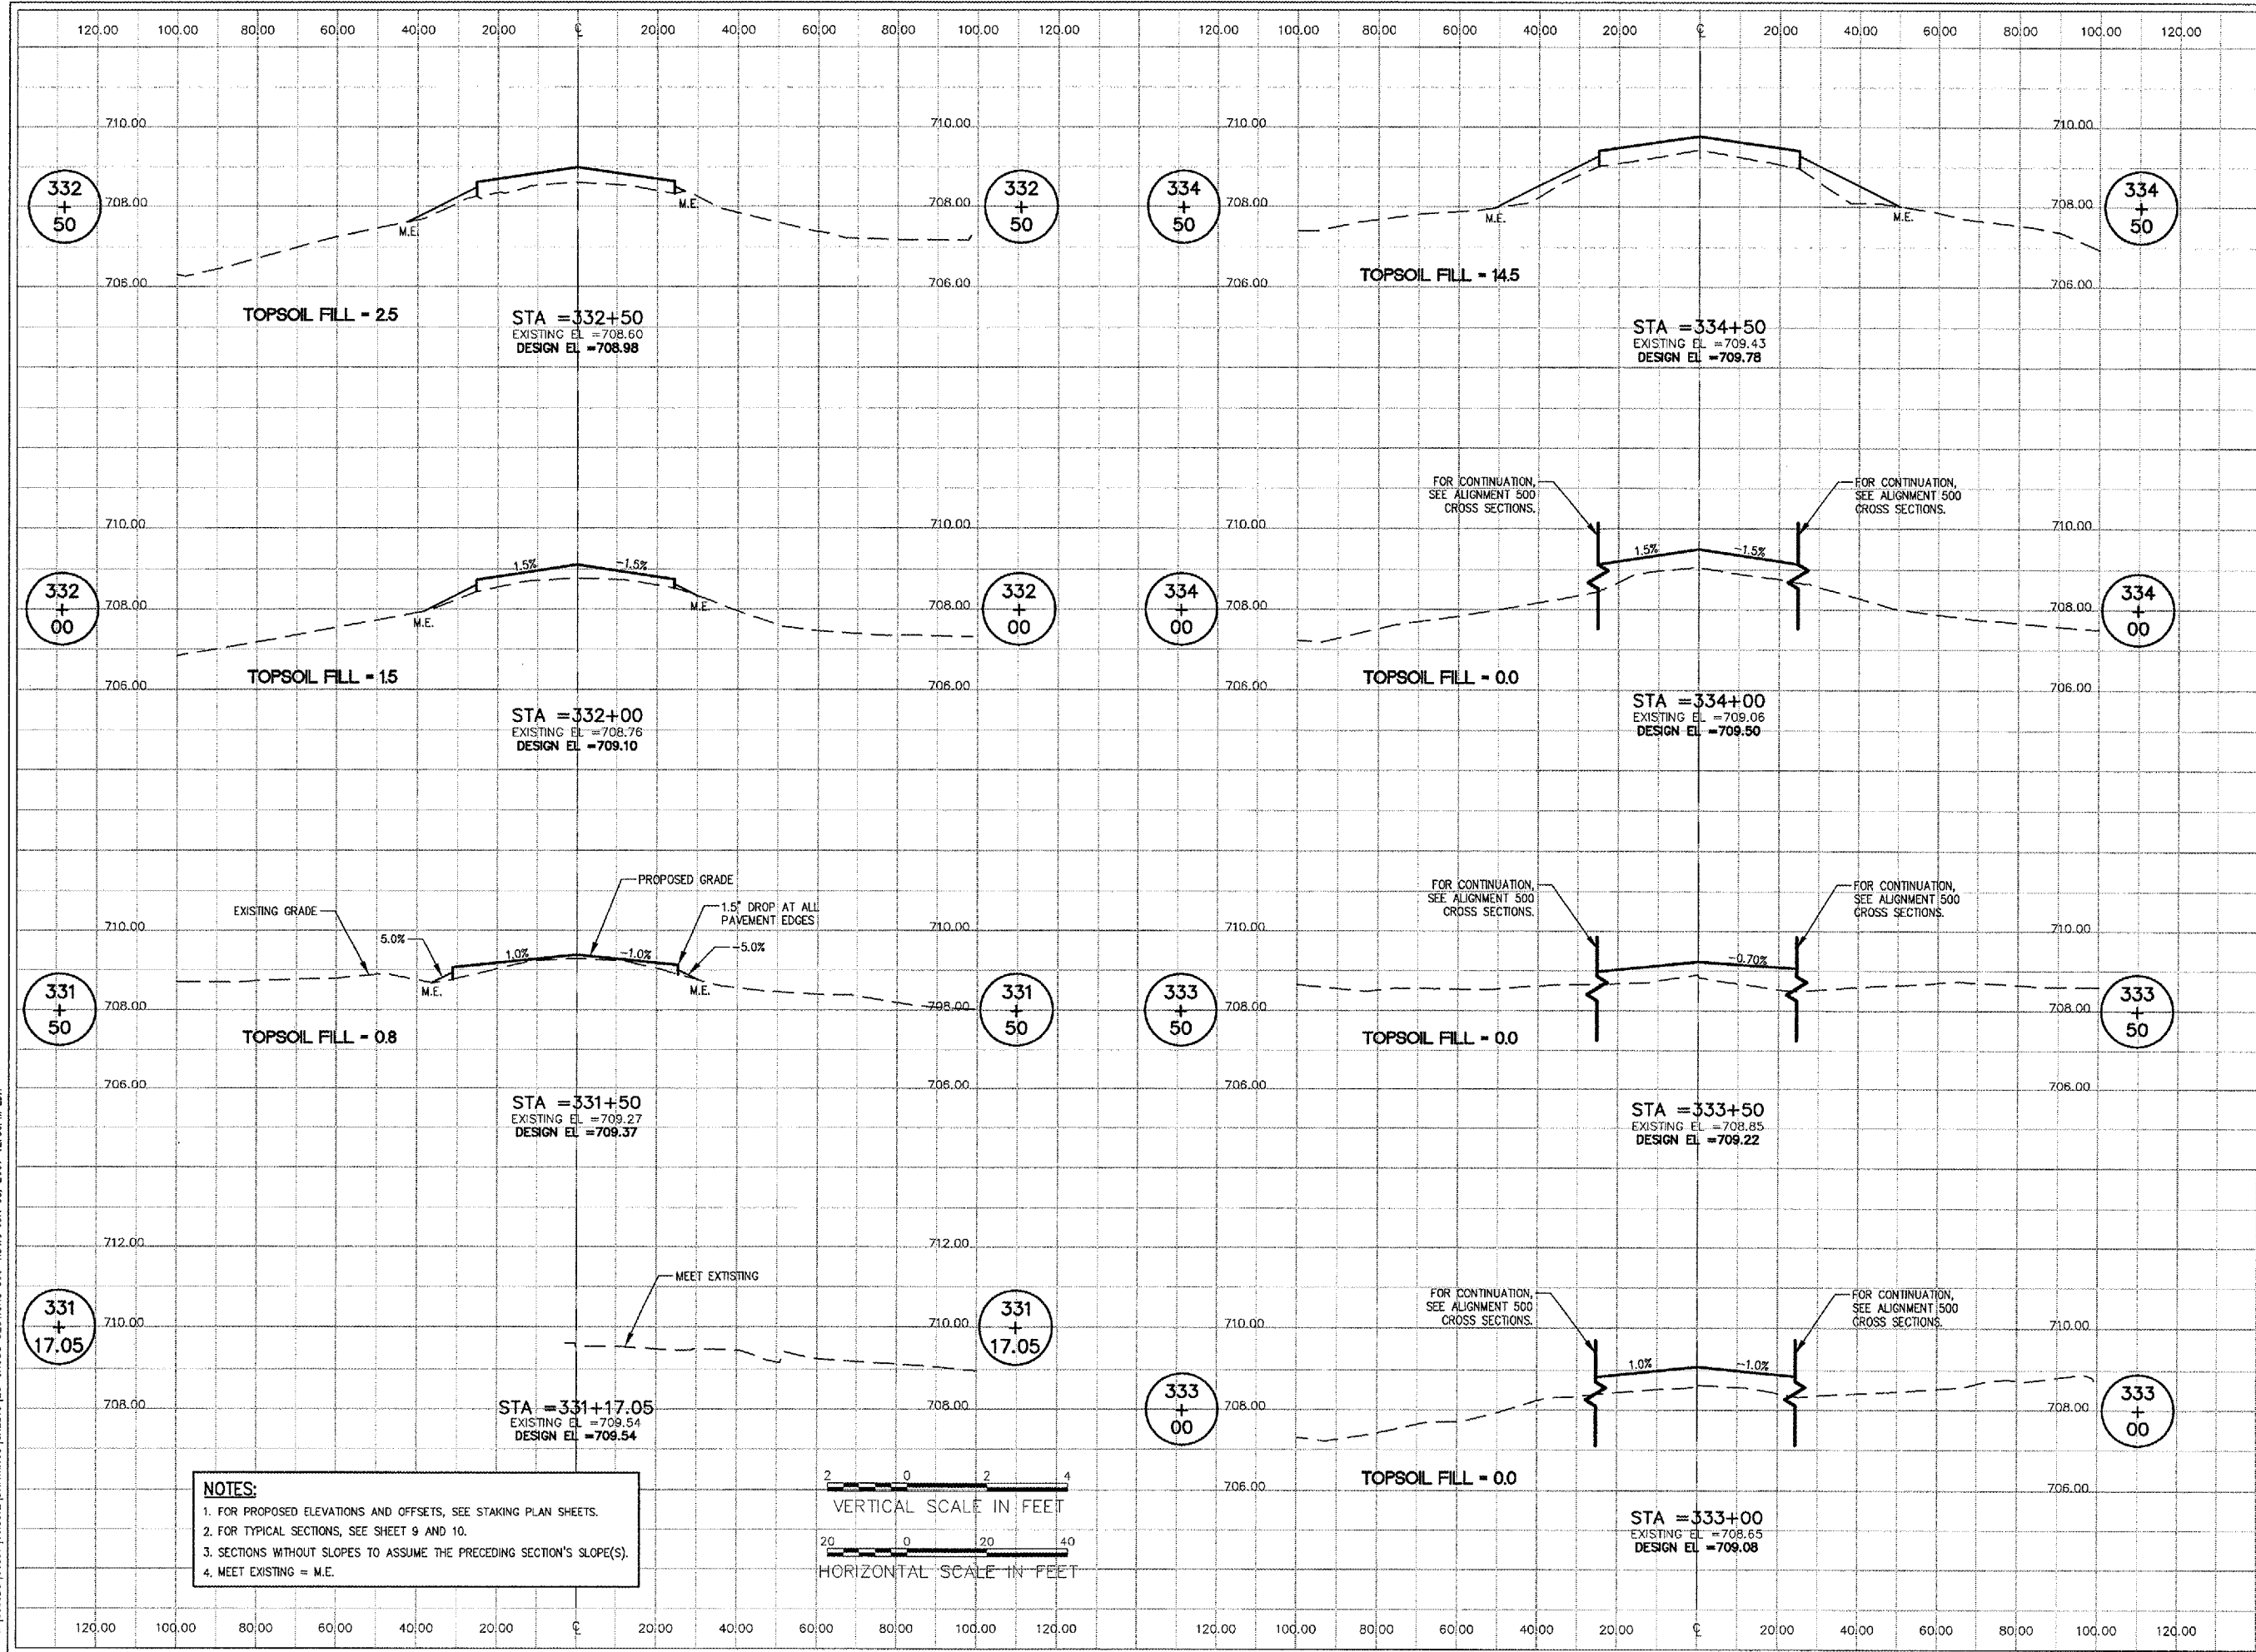 120.00 100.00 80.00 60.00 40.00 20.00 ℄ 20.00 40.00 60.00 80.00 100.00 120.00
120.00 100.00 80.00 60.00 40.00 20.00 ℄ 20.00 40.00 60.00 80.00 100.00 120.00
710.00 710.00
332
+
50
708.00 708.00
332
+
50
M.E. M.E.
706.00 706.00
TOPSOIL FILL = 2.5
STA =332+50
EXISTING EL =708.60
DESIGN EL =708.98
710.00 710.00
1.5% -1.5%
332
+
00
708.00 708.00
332
+
00
M.E. M.E.
706.00 706.00
TOPSOIL FILL = 1.5
STA =332+00
EXISTING EL =708.76
DESIGN EL =709.10
PROPOSED GRADE
EXISTING GRADE
1.5" DROP AT ALL
PAVEMENT EDGES
710.00 710.00
5.0% 1.0% -1.0% -5.0%
331
+
50
708.00 708.00
331
+
50
M.E. M.E.
TOPSOIL FILL = 0.8
706.00 706.00
STA =331+50
EXISTING EL =709.27
DESIGN EL =709.37
712.00 712.00
MEET EXTISTING
331
+
17.05
710.00 710.00
331
+
17.05
708.00 708.00
STA =331+17.05
EXISTING EL =709.54
DESIGN EL =709.54
NOTES:
1. FOR PROPOSED ELEVATIONS AND OFFSETS, SEE STAKING PLAN SHEETS.
2. FOR TYPICAL SECTIONS, SEE SHEET 9 AND 10.
3. SECTIONS WITHOUT SLOPES TO ASSUME THE PRECEDING SECTION'S SLOPE(S).
4. MEET EXISTING = M.E.
2 0 2 4
VERTICAL SCALE IN FEET
20 0 20 40
HORIZONTAL SCALE IN FEET
710.00 710.00
334
+
50
708.00 708.00
334
+
50
M.E. M.E.
TOPSOIL FILL = 14.5
706.00 706.00
STA =334+50
EXISTING EL =709.43
DESIGN EL =709.78
FOR CONTINUATION,
SEE ALIGNMENT 500
CROSS SECTIONS.
FOR CONTINUATION,
SEE ALIGNMENT 500
CROSS SECTIONS.
710.00 710.00
1.5% -1.5%
334
+
00
708.00 708.00
334
+
00
TOPSOIL FILL = 0.0
706.00 706.00
STA =334+00
EXISTING EL =709.06
DESIGN EL =709.50
FOR CONTINUATION,
SEE ALIGNMENT 500
CROSS SECTIONS.
FOR CONTINUATION,
SEE ALIGNMENT 500
CROSS SECTIONS.
710.00 710.00
-0.70%
333
+
50
708.00 708.00
333
+
50
TOPSOIL FILL = 0.0
706.00 706.00
STA =333+50
EXISTING EL =708.85
DESIGN EL =709.22
FOR CONTINUATION,
SEE ALIGNMENT 500
CROSS SECTIONS.
FOR CONTINUATION,
SEE ALIGNMENT 500
CROSS SECTIONS.
710.00 710.00
1.0% -1.0%
333
+
00
708.00 708.00
333
+
00
TOPSOIL FILL = 0.0
706.00 706.00
STA =333+00
EXISTING EL =708.65
DESIGN EL =709.08
120.00 100.00 80.00 60.00 40.00 20.00 ℄ 20.00 40.00 60.00 80.00 100.00 120.00
120.00 100.00 80.00 60.00 40.00 20.00 ℄ 20.00 40.00 60.00 80.00 100.00 120.00